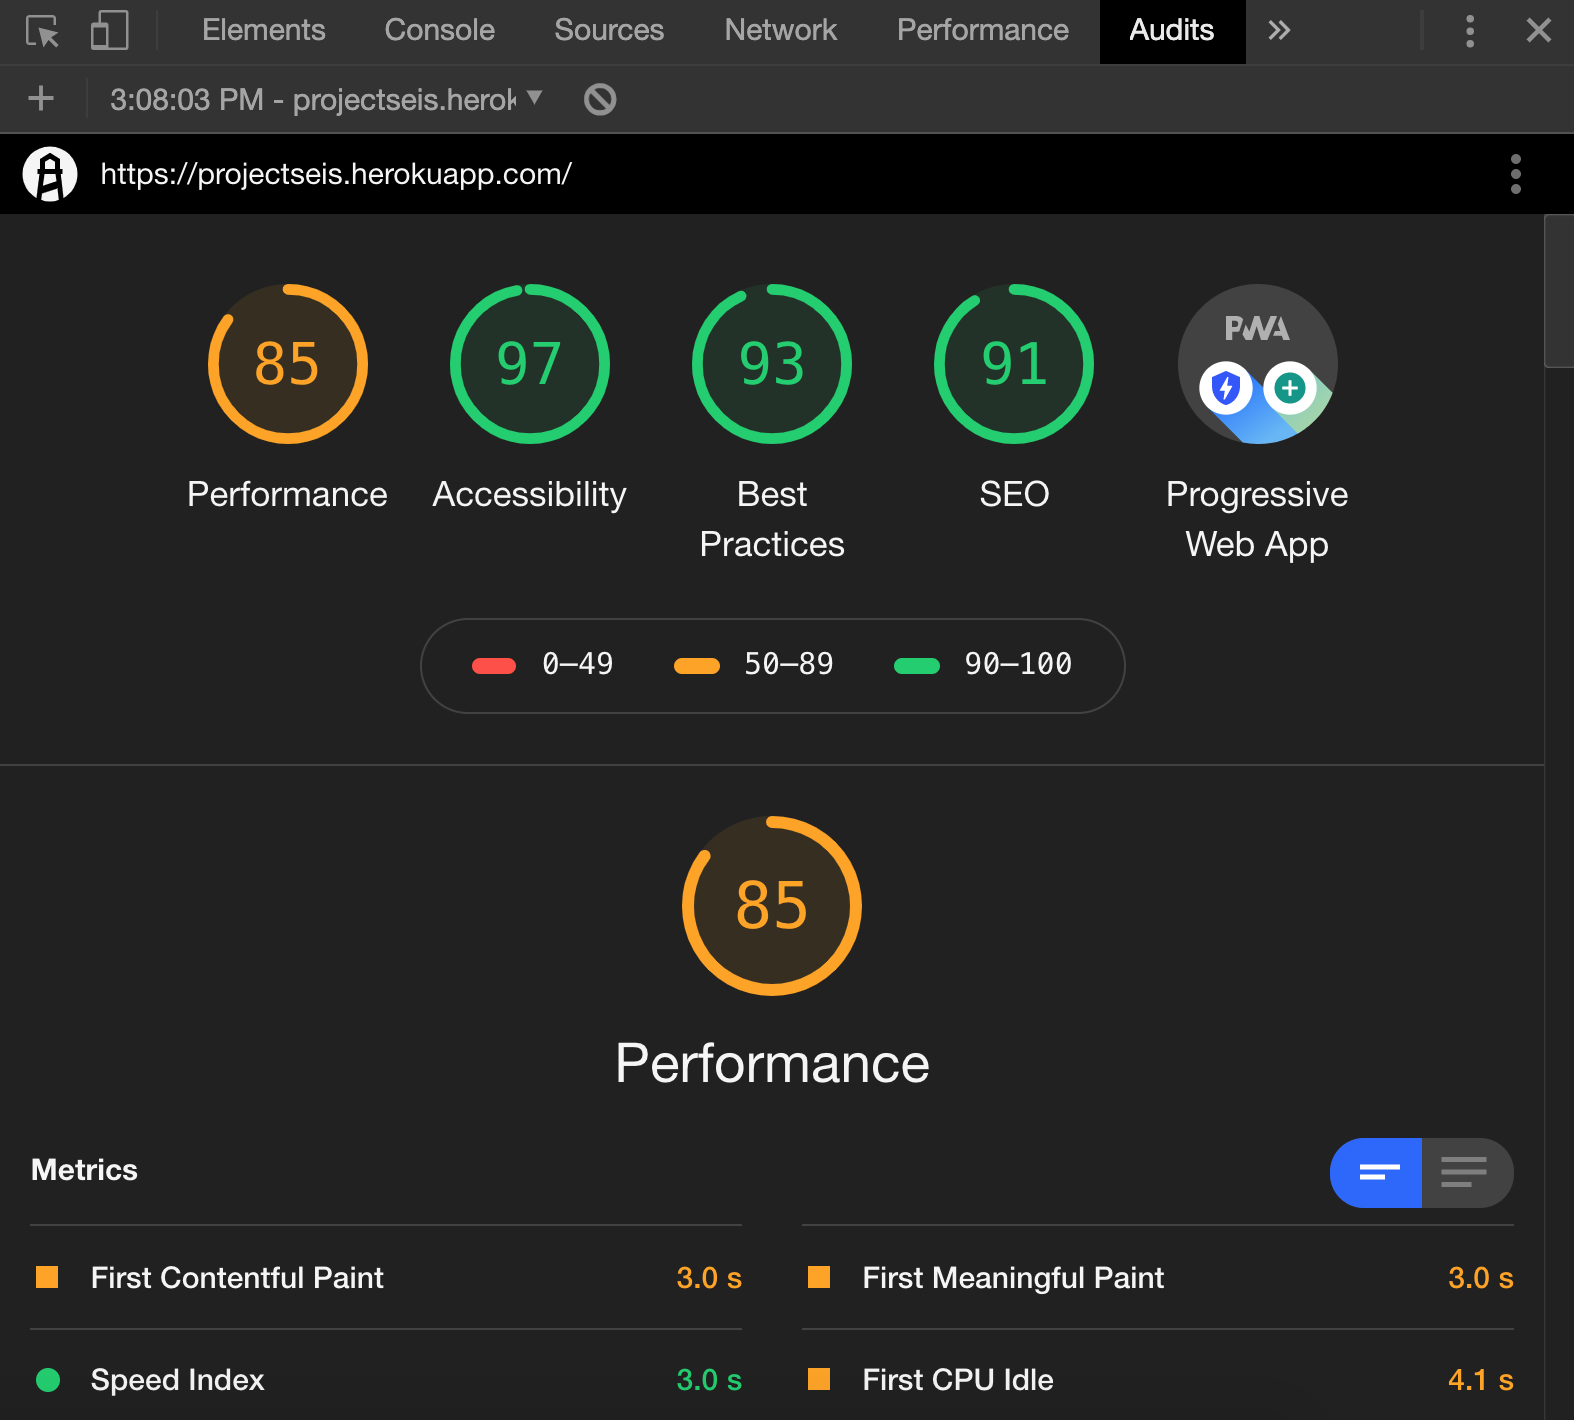 Elements Console Sources Network Performance Audits
3:08:03 PM - projectseis.herok
https://projectseis.herokuapp.com/
85 97 93 91 PWA
Performance Accessibility Best Practices SEO Progressive Web App
0–49 50–89 90–100
85
Performance
Metrics
First Contentful Paint 3.0 s First Meaningful Paint 3.0 s
Speed Index 3.0 s First CPU Idle 4.1 s